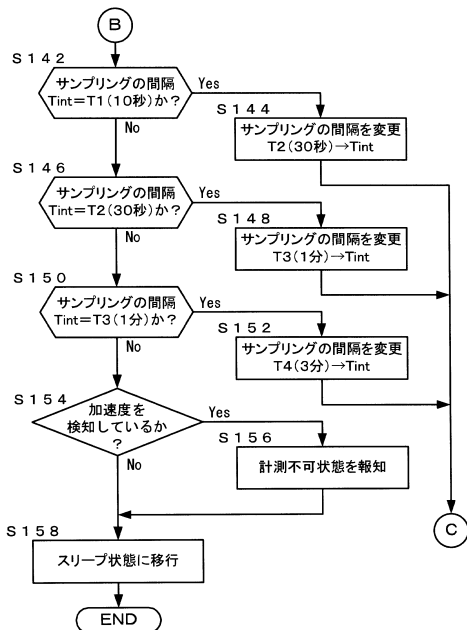 B
S142
サンプリングの間隔
Tint=T1(10秒)か?
Yes
No
S144
サンプリングの間隔を変更
T2(30秒)→Tint
S146
サンプリングの間隔
Tint=T2(30秒)か?
Yes
No
S148
サンプリングの間隔を変更
T3(1分)→Tint
S150
サンプリングの間隔
Tint=T3(1分)か?
Yes
No
S152
サンプリングの間隔を変更
T4(3分)→Tint
S154
加速度を
検知しているか
?
Yes
No
S156
計測不可状態を報知
C
S158
スリープ状態に移行
END